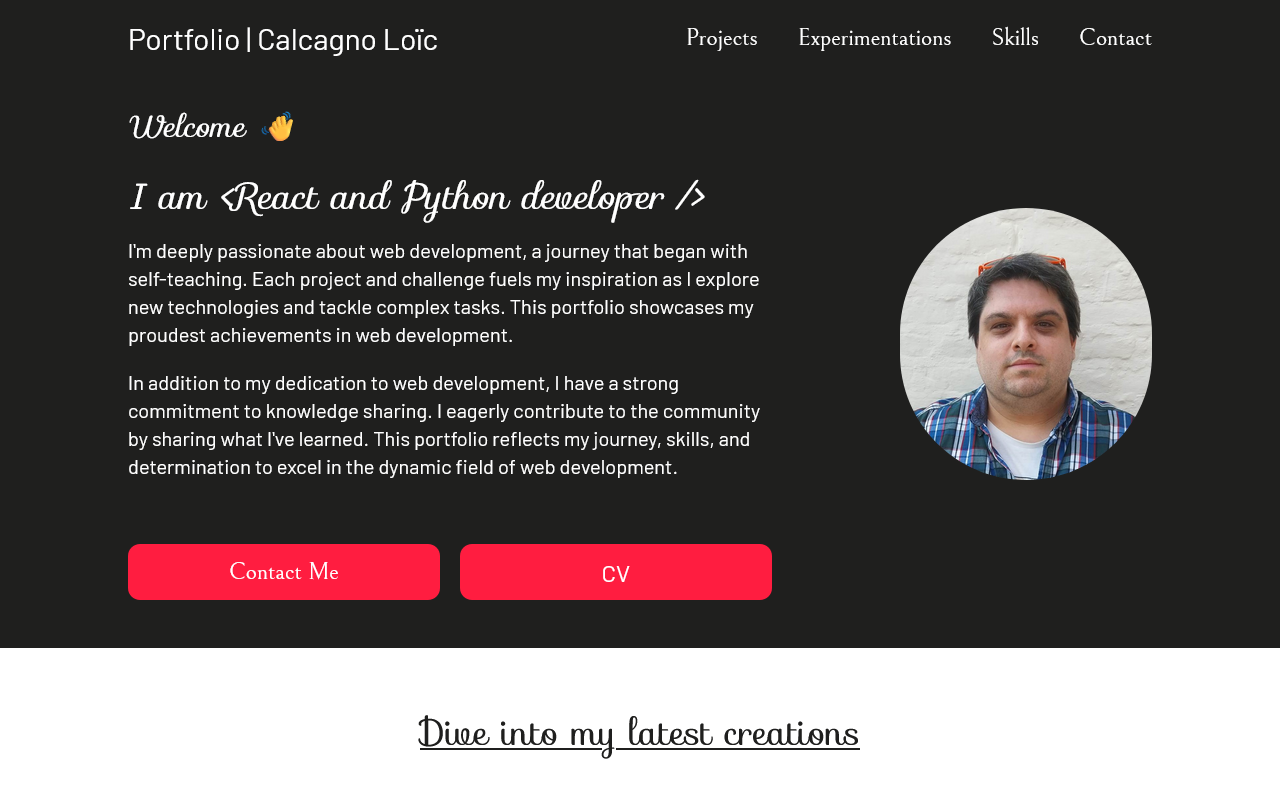 Portfolio | Calcagno Loïc
Projects
Experimentations
Skills
Contact
Welcome 👋
I am <React and Python developer />
I'm deeply passionate about web development, a journey that began with
self-teaching. Each project and challenge fuels my inspiration as I explore
new technologies and tackle complex tasks. This portfolio showcases my
proudest achievements in web development.
In addition to my dedication to web development, I have a strong
commitment to knowledge sharing. I eagerly contribute to the community
by sharing what I've learned. This portfolio reflects my journey, skills, and
determination to excel in the dynamic field of web development.
Contact Me
CV
Dive into my latest creations